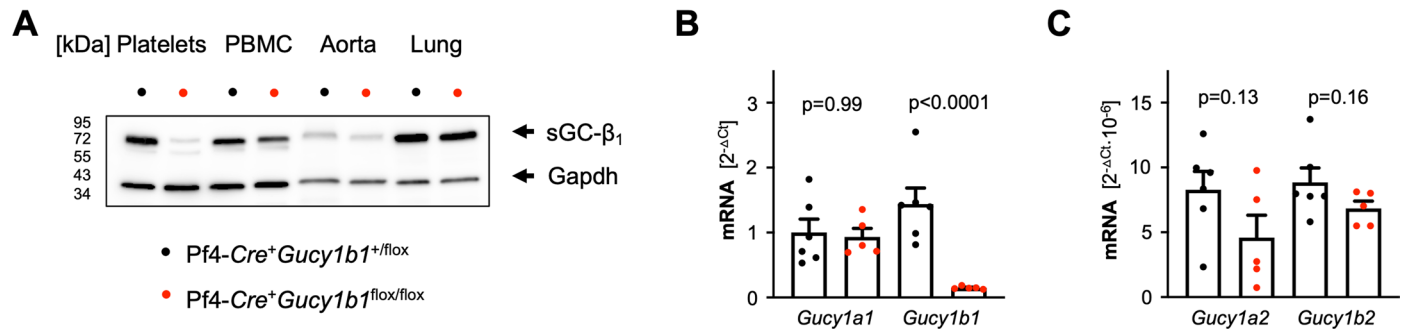 A
[kDa] Platelets PBMC Aorta Lung
95
72
55
43
34
sGC-β₁
Gapdh
Pf4-Cre⁺Gucy1b1⁺/ᶠˡᵒˣ
Pf4-Cre⁺Gucy1b1ᶠˡᵒˣ/ᶠˡᵒˣ
B
mRNA [2⁻ΔCt]
3
2
1
0
p=0.99 p<0.0001
Gucy1a1 Gucy1b1
C
mRNA [2⁻ΔCt·10⁻⁶]
15
10
5
0
p=0.13 p=0.16
Gucy1a2 Gucy1b2